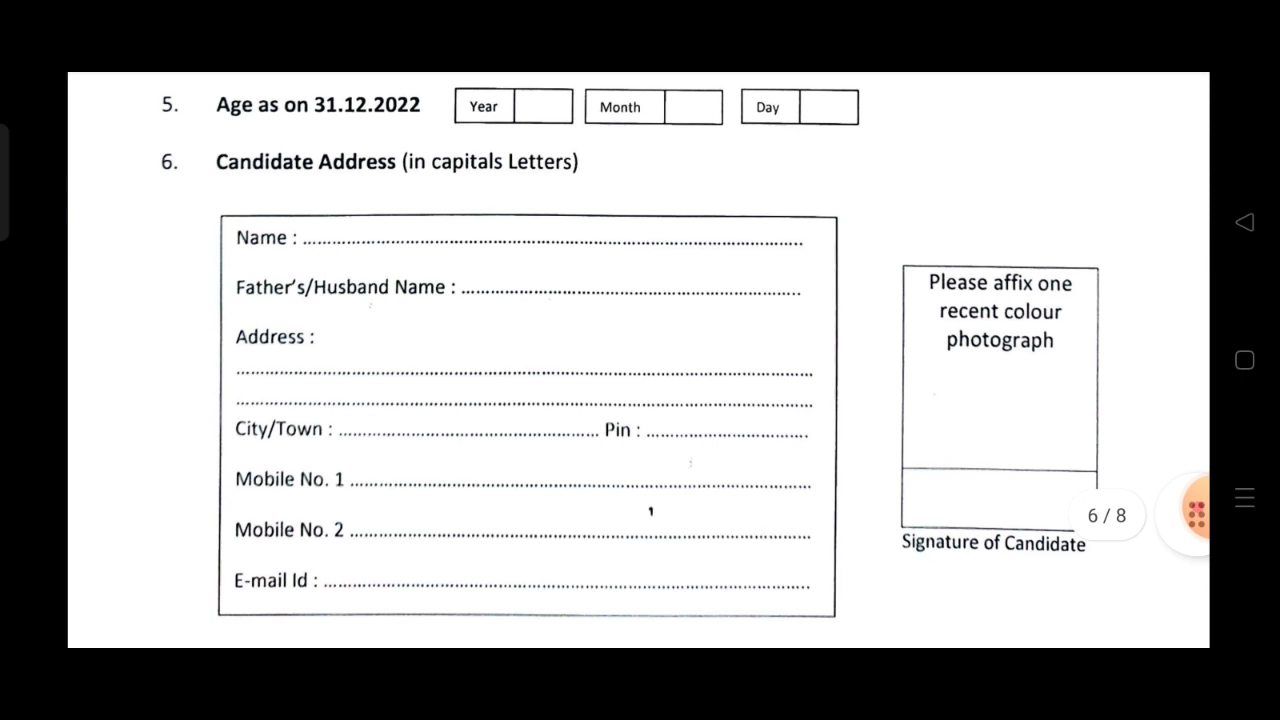 5. Age as on 31.12.2022 Year Month Day
6. Candidate Address (in capitals Letters)
Name : ....................................................................................................
Father's/Husband Name : ....................................................................
Address :
....................................................................................................................
....................................................................................................................
City/Town : ..................................................... Pin : .................................
Mobile No. 1 .............................................................................................
Mobile No. 2 .............................................................................................
E-mail Id : ..................................................................................................
Please affix one
recent colour
photograph
6 / 8
Signature of Candidate